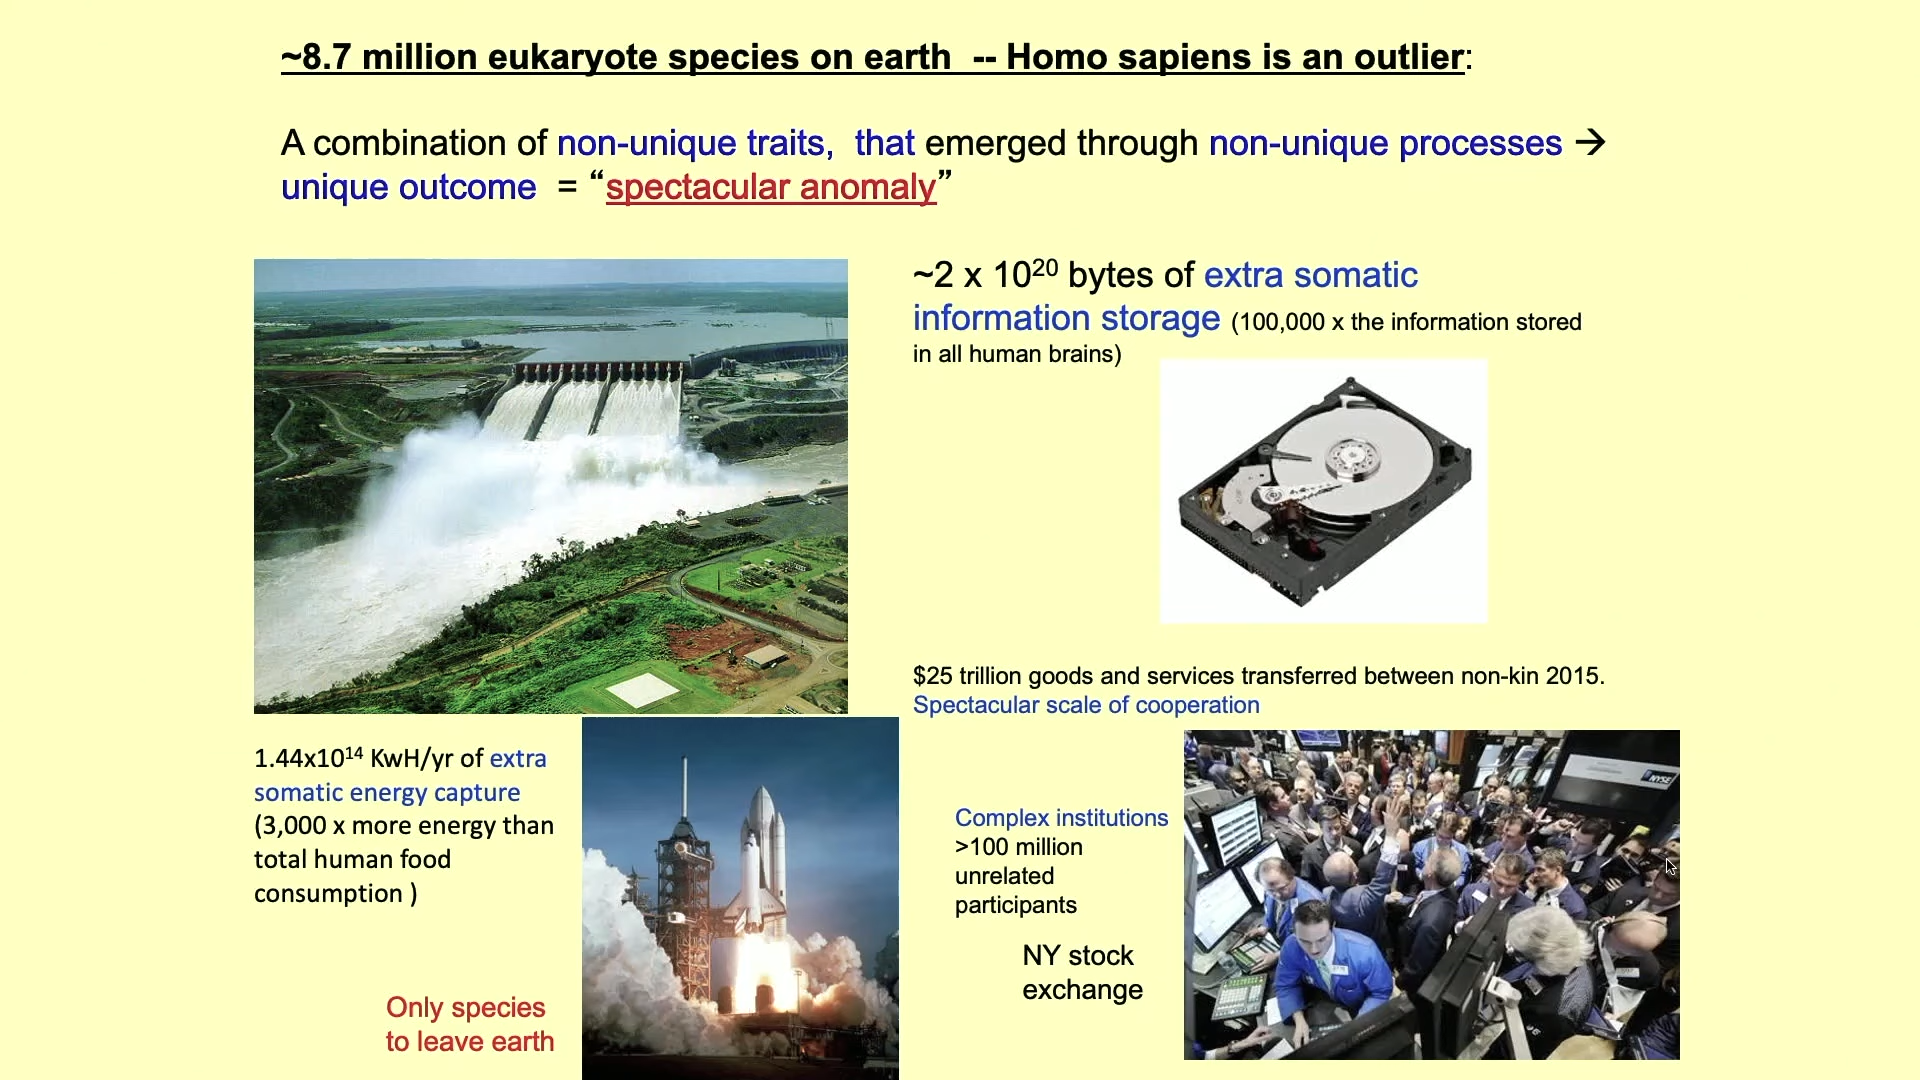 ~8.7 million eukaryote species on earth -- Homo sapiens is an outlier:
A combination of non-unique traits, that emerged through non-unique processes →
unique outcome = “spectacular anomaly”
~2 x 10²⁰ bytes of extra somatic
information storage (100,000 x the information stored
in all human brains)
$25 trillion goods and services transferred between non-kin 2015.
Spectacular scale of cooperation
1.44x10¹⁴ KwH/yr of extra
somatic energy capture
(3,000 x more energy than
total human food
consumption )
Only species
to leave earth
Complex institutions
>100 million
unrelated
participants
NY stock
exchange
NYSE